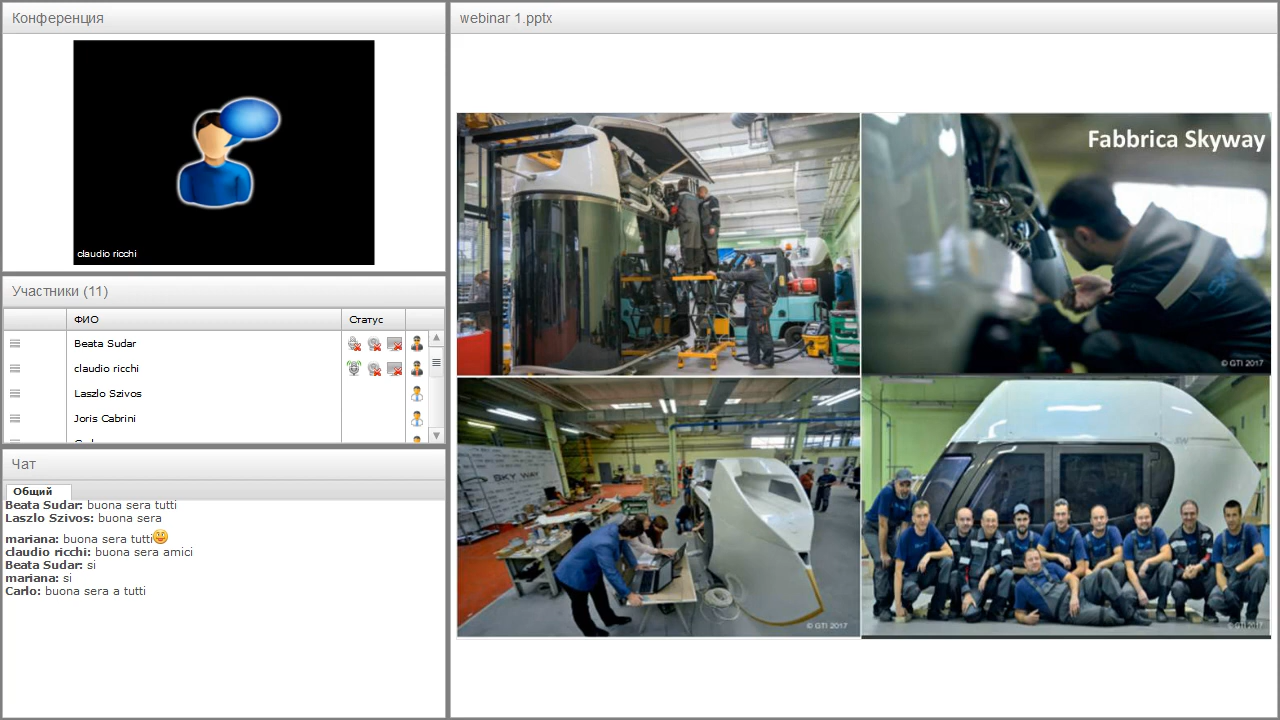 Конференция
claudio ricchi
Участники (11)
ФИО
Статус
Beata Sudar
claudio ricchi
Laszlo Szivos
Joris Cabrini
Чат
Общий
Beata Sudar: buona sera tutti
Laszlo Szivos: buona sera
mariana: buona sera tutti
claudio ricchi: buona sera amici
Beata Sudar: si
mariana: si
Carlo: buona sera a tutti
webinar 1.pptx
Fabbrica Skyway
© GTI 2017
SKY WAY
© GTI 2017
© GTI 2017